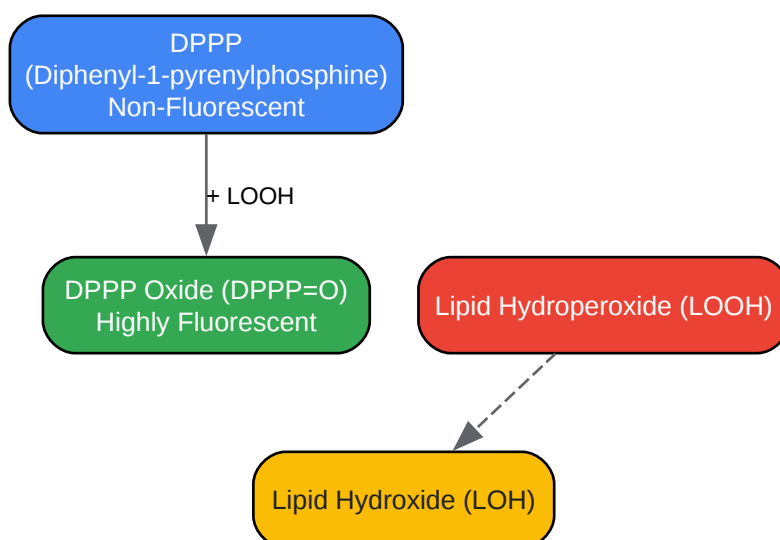 DPPP
(Diphenyl-1-pyrenylphosphine)
Non-Fluorescent
+ LOOH
DPPP Oxide (DPPP=O)
Highly Fluorescent
Lipid Hydroperoxide (LOOH)
Lipid Hydroxide (LOH)